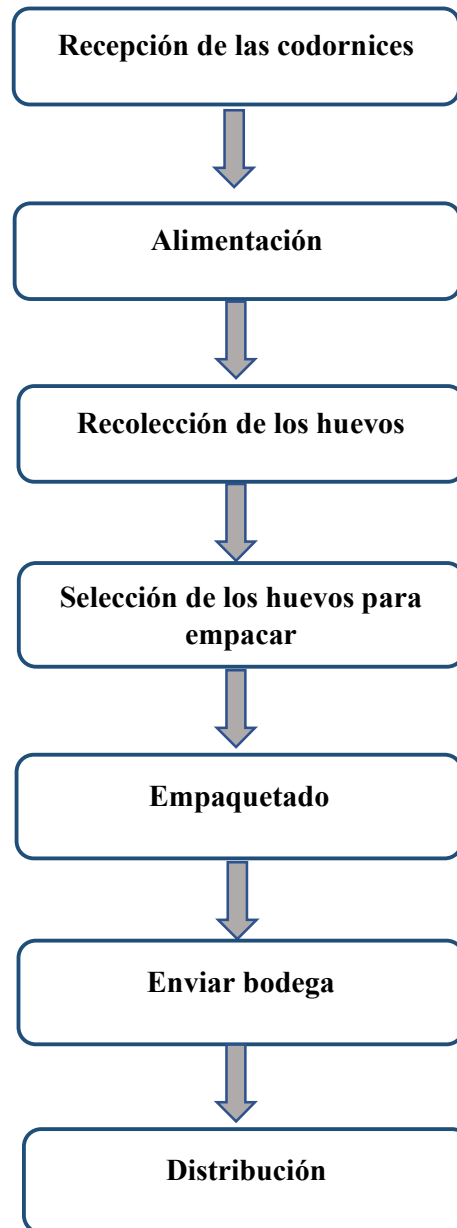 Recepción de las codornices
Alimentación
Recolección de los huevos
Selección de los huevos para
empacar
Empaquetado
Enviar bodega
Distribución